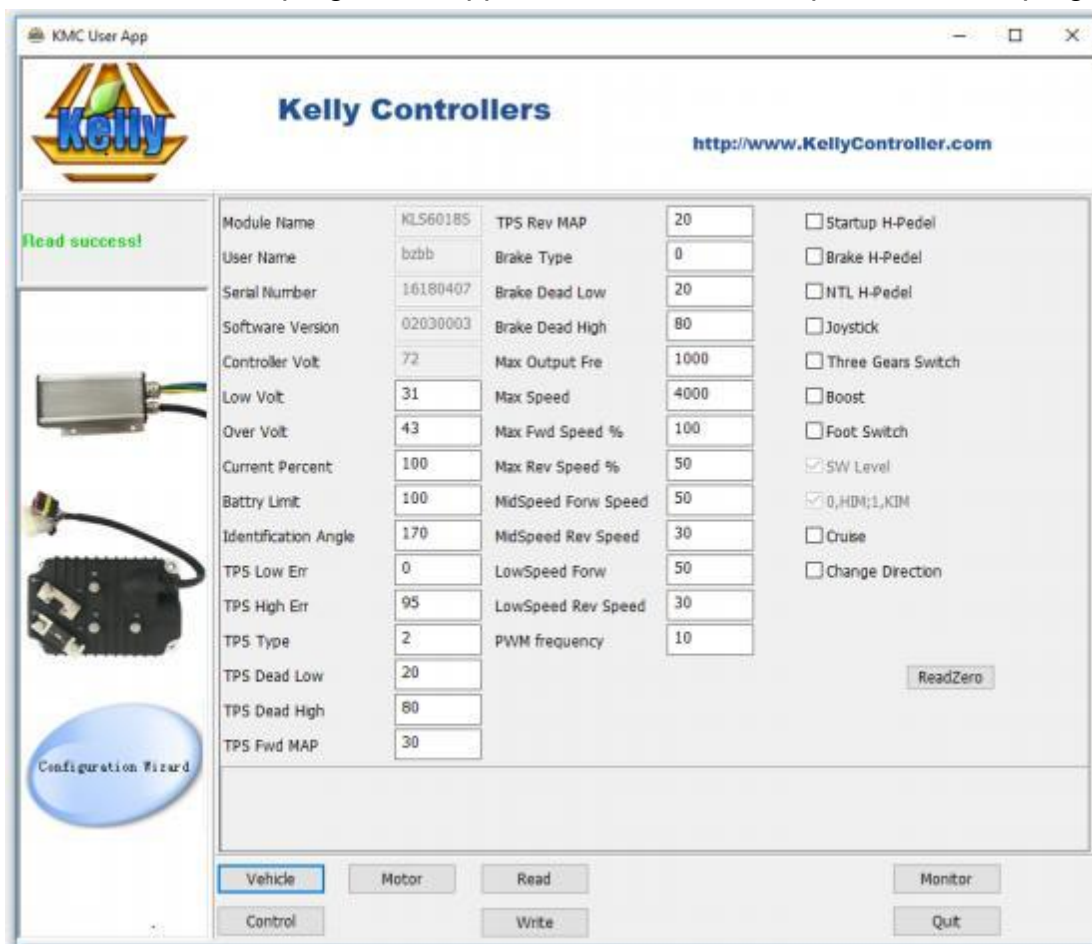 KMC User App
Kelly
Kelly Controllers
http://www.KellyController.com
Read success!
Configuration Wizard
Module Name KLS6018S
User Name bzbb
Serial Number 16180407
Software Version 02030003
Controller Volt 72
Low Volt 31
Over Volt 43
Current Percent 100
Battry Limit 100
Identification Angle 170
TPS Low Err 0
TPS High Err 95
TPS Type 2
TPS Dead Low 20
TPS Dead High 80
TPS Fwd MAP 30
TPS Rev MAP 20
Brake Type 0
Brake Dead Low 20
Brake Dead High 80
Max Output Fre 1000
Max Speed 4000
Max Fwd Speed % 100
Max Rev Speed % 50
MidSpeed Forw Speed 50
MidSpeed Rev Speed 30
LowSpeed Forw 50
LowSpeed Rev Speed 30
PWM frequency 10
Startup H-Pedel
Brake H-Pedel
NTL H-Pedel
Joystick
Three Gears Switch
Boost
Foot Switch
SW Level
0,HIM;1,KIM
Cruise
Change Direction
ReadZero
Vehicle Motor Read Monitor
Control Write Quit